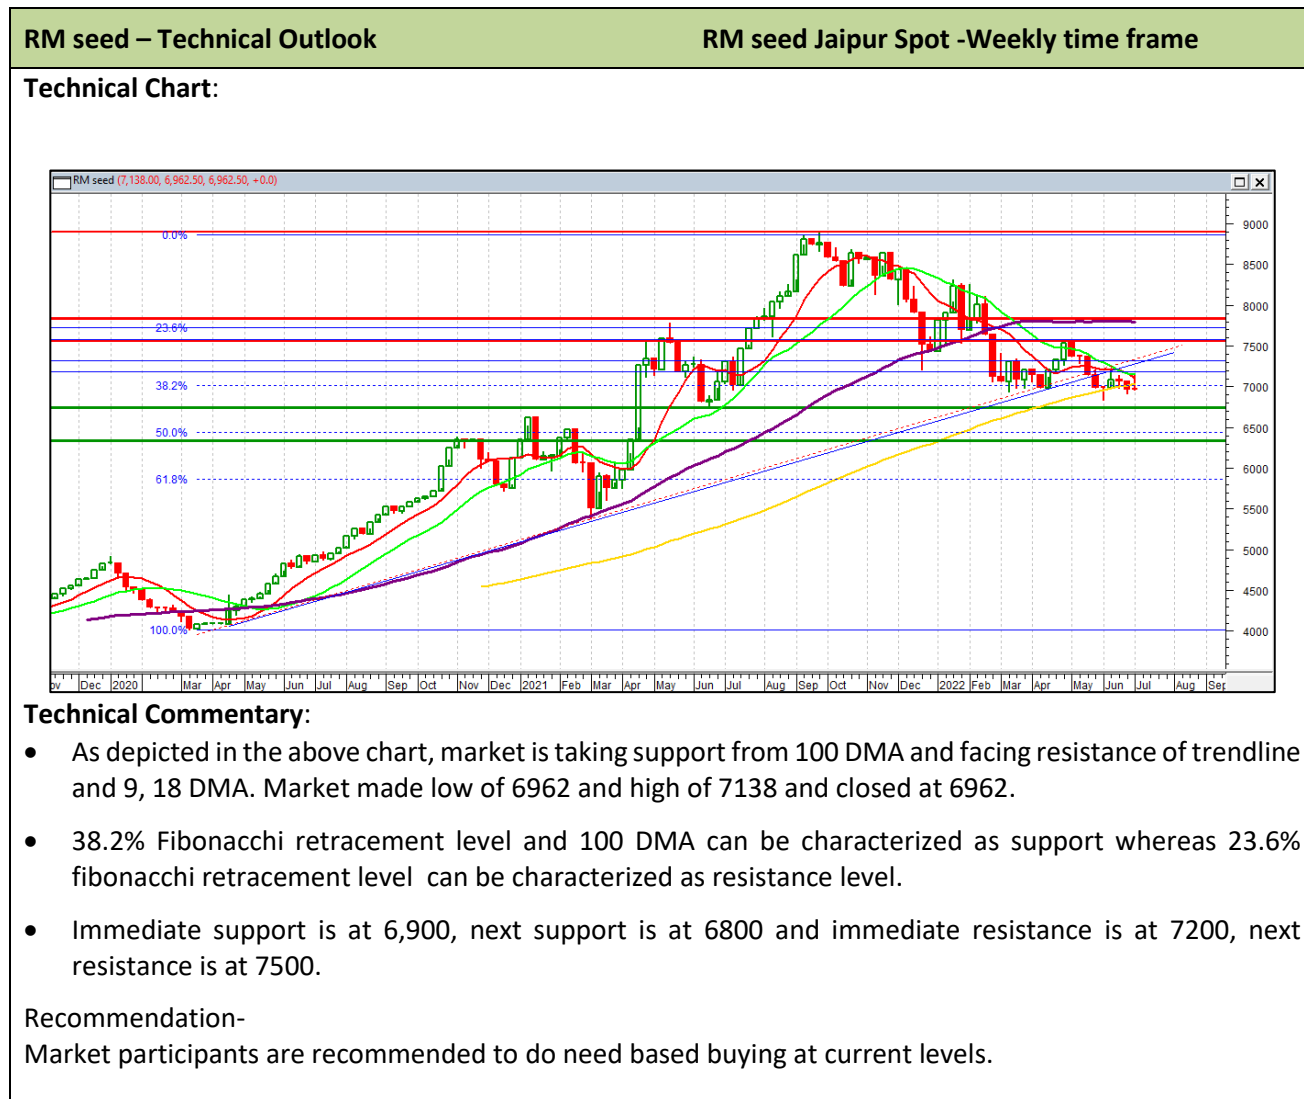 RM seed – Technical Outlook RM seed Jaipur Spot -Weekly time frame
Technical Chart:
RM seed (7,138.00, 6,962.50, 6,962.50, +0.0)
0.0%
23.6%
38.2%
50.0%
61.8%
100.0%
9000
8500
8000
7500
7000
6500
6000
5500
5000
4500
4000
ov Dec 2020 Mar Apr May Jun Jul Aug Sep Oct Nov Dec 2021 Feb Mar Apr May Jun Jul Aug Sep Oct Nov Dec 2022 Feb Mar Apr May Jun Jul Aug Sep
Technical Commentary:
• As depicted in the above chart, market is taking support from 100 DMA and facing resistance of trendline
and 9, 18 DMA. Market made low of 6962 and high of 7138 and closed at 6962.
• 38.2% Fibonacchi retracement level and 100 DMA can be characterized as support whereas 23.6%
fibonacchi retracement level can be characterized as resistance level.
• Immediate support is at 6,900, next support is at 6800 and immediate resistance is at 7200, next
resistance is at 7500.
Recommendation-
Market participants are recommended to do need based buying at current levels.